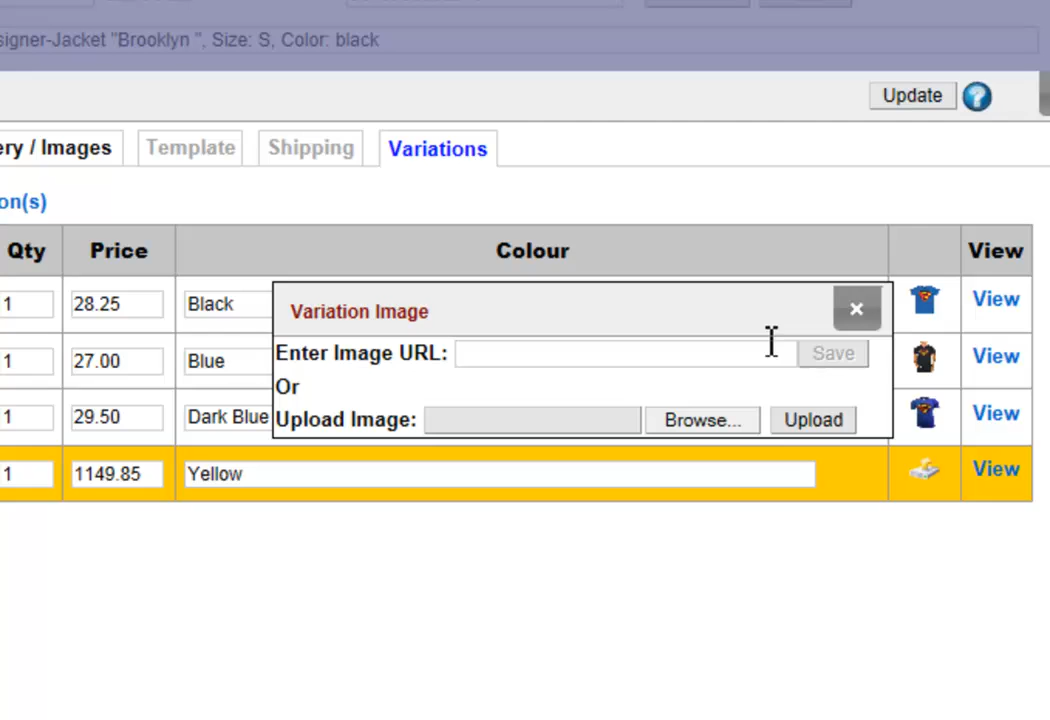 signer-Jacket "Brooklyn ", Size: S, Color: black
Update ?
ery / Images Template Shipping Variations
on(s)
Qty Price Colour View
1 28.25 Black View
Variation Image ×
Enter Image URL: Save
1 27.00 Blue View
Or
1 29.50 Dark Blue View
Upload Image: Browse... Upload
1 1149.85 Yellow View